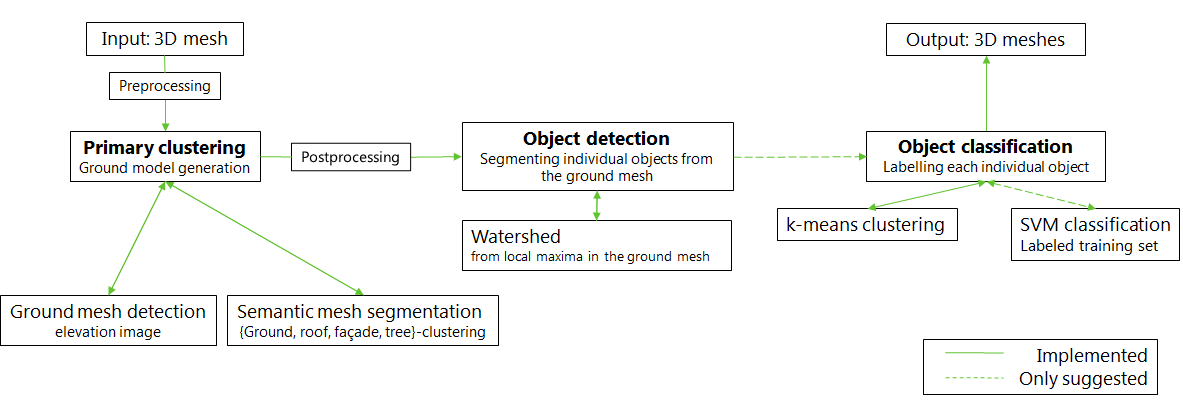 Input: 3D mesh
Preprocessing
Primary clustering
Ground model generation
Postprocessing
Object detection
Segmenting individual objects from
the ground mesh
Output: 3D meshes
Object classification
Labelling each individual object
Watershed
from local maxima in the ground mesh
k-means clustering
SVM classification
Labeled training set
Ground mesh detection
elevation image
Semantic mesh segmentation
{Ground, roof, façade, tree}-clustering
Implemented
Only suggested